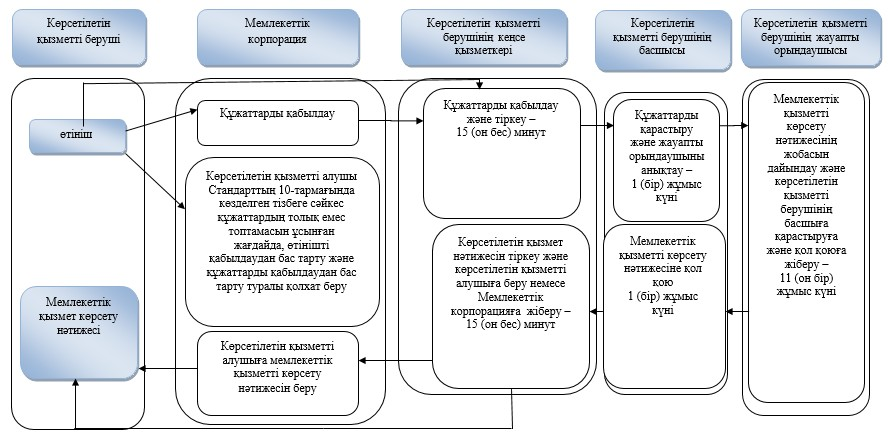 Көрсетілетін
қызметті беруші
Мемлекеттік
корпорация
Көрсетілетін қызметті
берушінің кеңсе
қызметкері
Көрсетілетін
қызметті берушінің
басшысы
Көрсетілетін қызметті
берушінің жауапты
орындаушысы
өтініш
Мемлекеттік
қызмет көрсету
нәтижесі
Құжаттарды қабылдау
Көрсетілетін қызметті алушы
Стандарттың 10-тармағында
көзделген тізбеге сәйкес
құжаттардың толық емес
топтамасын ұсынған
жағдайда, өтінішті
қабылдаудан бас тарту және
құжаттарды қабылдаудан бас
тарту туралы қолхат беру
Көрсетілетін қызметті
алушыға мемлекеттік
қызметті көрсету
нәтижесін беру
Құжаттарды қабылдау
және тіркеу –
15 (он бес) минут
Көрсетілетін қызмет
нәтижесін тіркеу және
көрсетілетін қызметті
алушыға беру немесе
Мемлекеттік
корпорацияға жіберу –
15 (он бес) минут
Құжаттарды
қарастыру
және жауапты
орындаушыны
анықтау –
1 (бір) жұмыс
күні
Мемлекеттік
қызметті көрсету
нәтижесіне қол
қою
1 (бір) жұмыс
күні
Мемлекеттік
қызметті
көрсету
нәтижесінің
жобасын
дайындау және
көрсетілетін
қызметті
берушінің
басшыға
қарастыруға
және қол қоюға
жіберу –
11 (он бір)
жұмыс күні